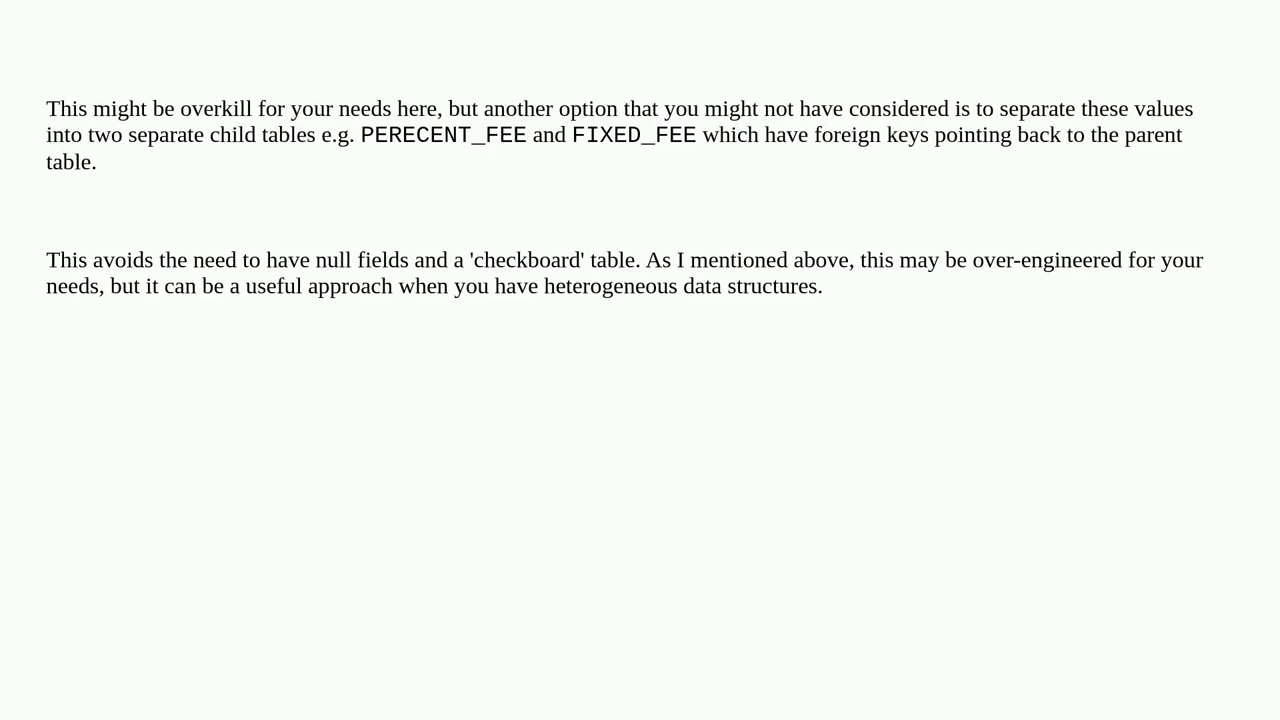 This might be overkill for your needs here, but another option that you might not have considered is to separate these values
into two separate child tables e.g. PERECENT_FEE and FIXED_FEE which have foreign keys pointing back to the parent
table.
This avoids the need to have null fields and a 'checkboard' table. As I mentioned above, this may be over-engineered for your
needs, but it can be a useful approach when you have heterogeneous data structures.